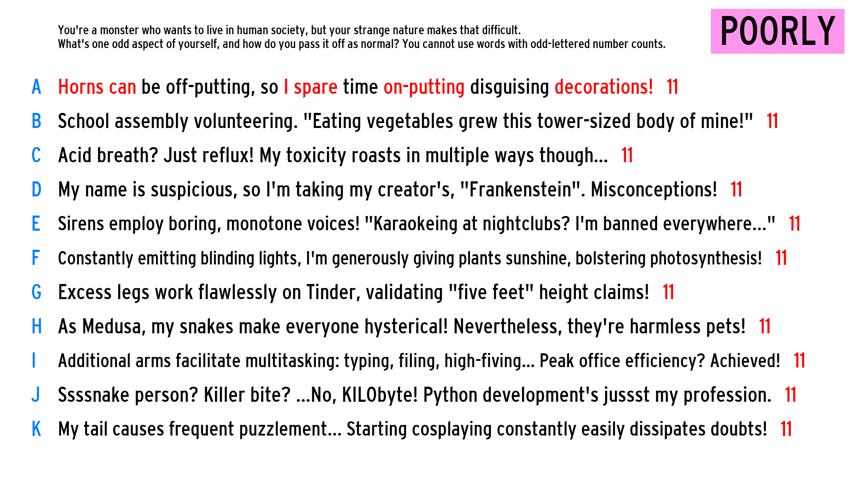 You're a monster who wants to live in human society, but your strange nature makes that difficult.
What's one odd aspect of yourself, and how do you pass it off as normal? You cannot use words with odd-lettered number counts.
POORLY
A Horns can be off-putting, so I spare time on-putting disguising decorations! 11
B School assembly volunteering. "Eating vegetables grew this tower-sized body of mine!" 11
C Acid breath? Just reflux! My toxicity roasts in multiple ways though... 11
D My name is suspicious, so I'm taking my creator's, "Frankenstein". Misconceptions! 11
E Sirens employ boring, monotone voices! "Karaokeing at nightclubs? I'm banned everywhere..." 11
F Constantly emitting blinding lights, I'm generously giving plants sunshine, bolstering photosynthesis! 11
G Excess legs work flawlessly on Tinder, validating "five feet" height claims! 11
H As Medusa, my snakes make everyone hysterical! Nevertheless, they're harmless pets! 11
I Additional arms facilitate multitasking: typing, filing, high-fiving... Peak office efficiency? Achieved! 11
J Ssssnake person? Killer bite? ...No, KILObyte! Python development's jussst my profession. 11
K My tail causes frequent puzzlement... Starting cosplaying constantly easily dissipates doubts! 11